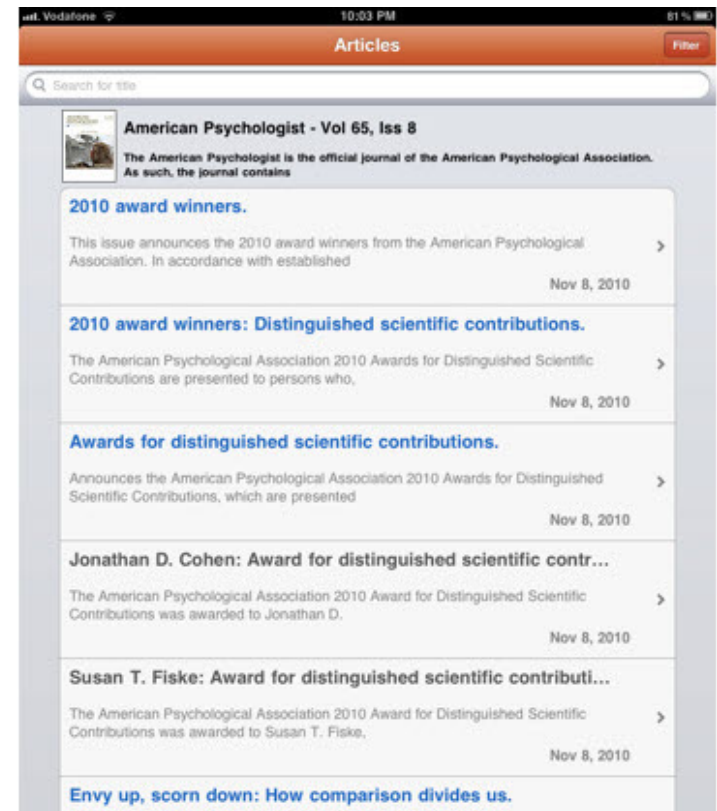 Vodafone 10:03 PM 81 %
Articles Filter
Search for title
American Psychologist - Vol 65, Iss 8
The American Psychologist is the official journal of the American Psychological Association.
As such, the journal contains
2010 award winners.
This issue announces the 2010 award winners from the American Psychological
Association. In accordance with established
Nov 8, 2010
2010 award winners: Distinguished scientific contributions.
The American Psychological Association 2010 Awards for Distinguished Scientific
Contributions are presented to persons who,
Nov 8, 2010
Awards for distinguished scientific contributions.
Announces the American Psychological Association 2010 Awards for Distinguished
Scientific Contributions, which are presented
Nov 8, 2010
Jonathan D. Cohen: Award for distinguished scientific contr...
The American Psychological Association 2010 Award for Distinguished Scientific
Contributions was awarded to Jonathan D.
Nov 8, 2010
Susan T. Fiske: Award for distinguished scientific contributi...
The American Psychological Association 2010 Award for Distinguished Scientific
Contributions was awarded to Susan T. Fiske,
Nov 8, 2010
Envy up, scorn down: How comparison divides us.